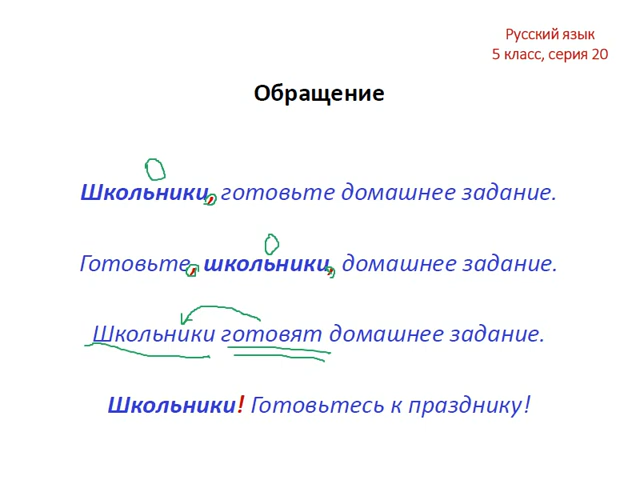 Русский язык
5 класс, серия 20
Обращение
Школьники, готовьте домашнее задание.
Готовьте, школьники, домашнее задание.
Школьники готовят домашнее задание.
Школьники! Готовьтесь к празднику!